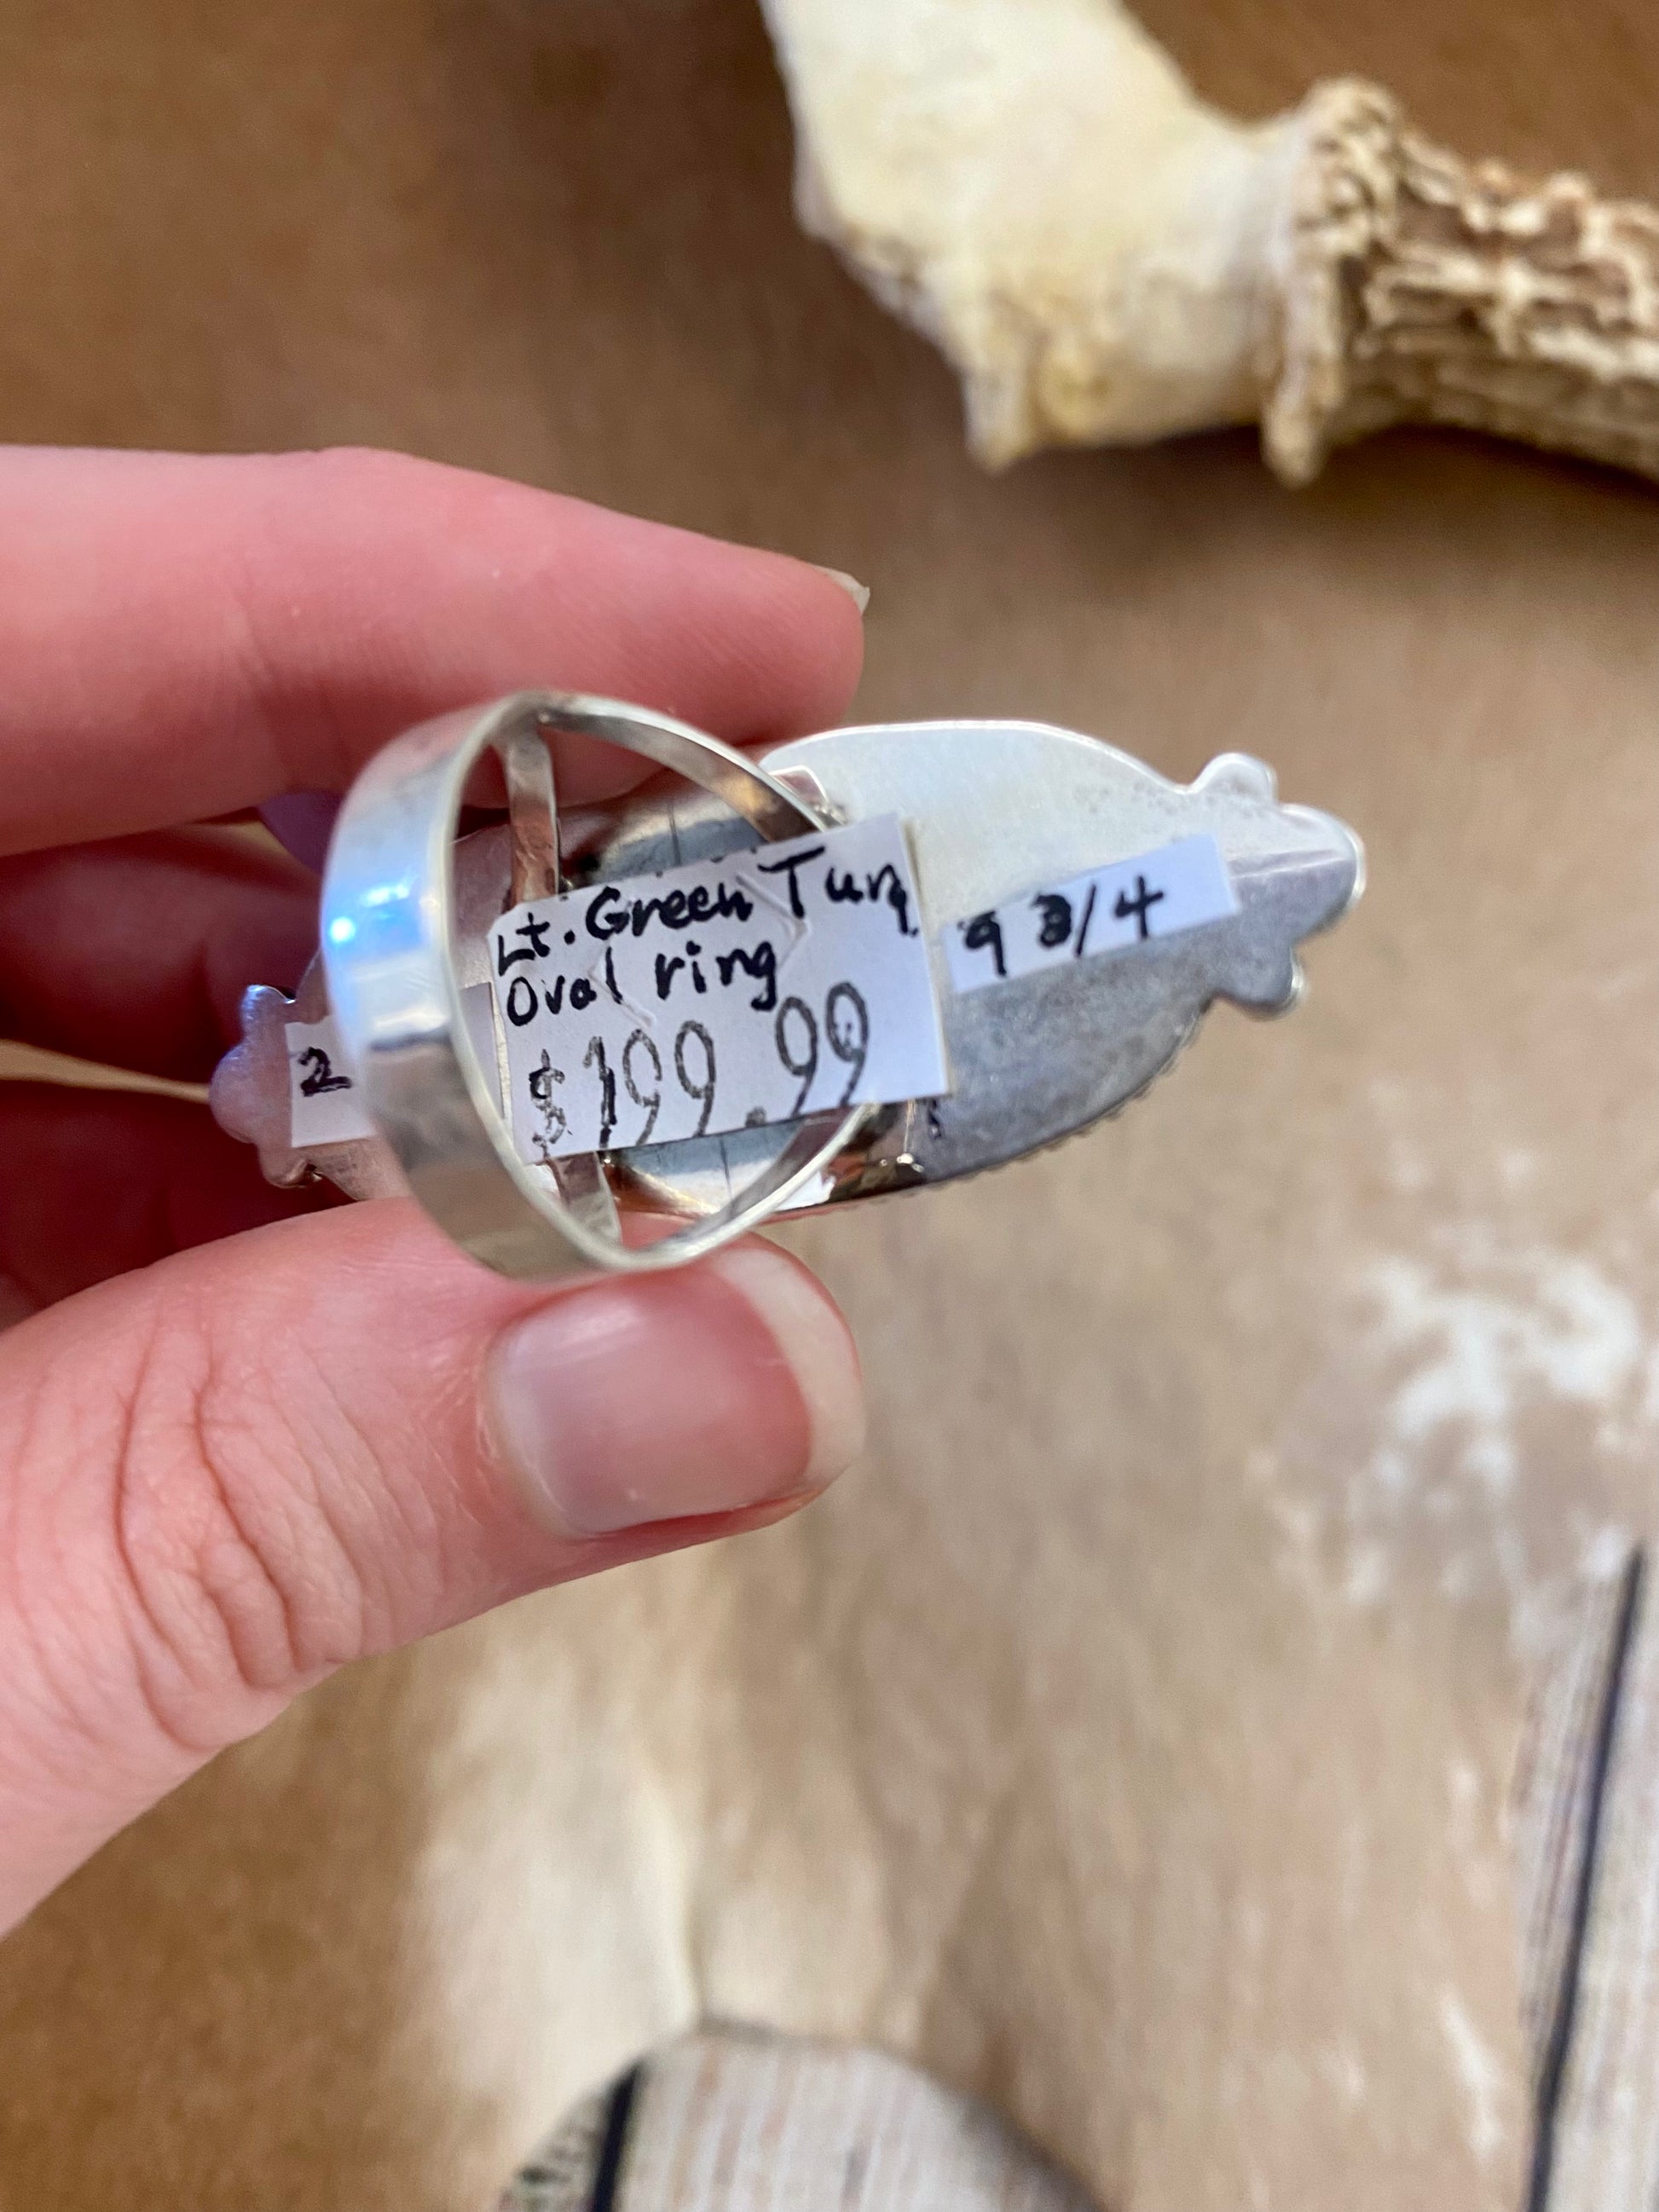 Lt. Green Turq
Oval ring
$199.99
9 3/4
2